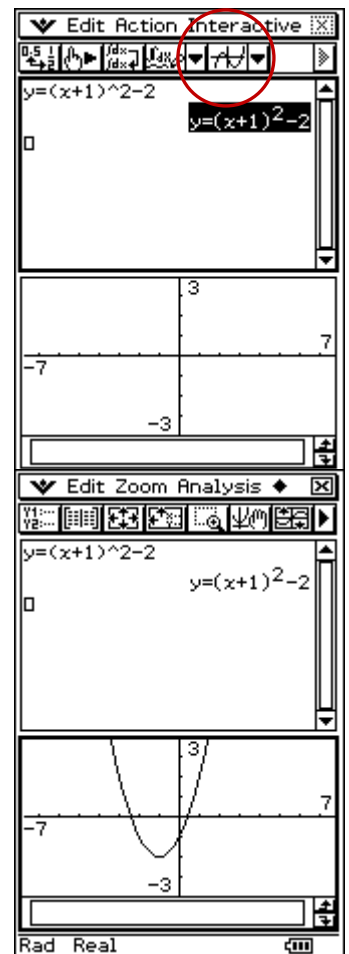 Edit Action Interactive
y=(x+1)^2-2
y=(x+1)²-2
3
7
-7
-3
Edit Zoom Analysis ♦
y=(x+1)^2-2
y=(x+1)²-2
3
7
-7
-3
Rad Real